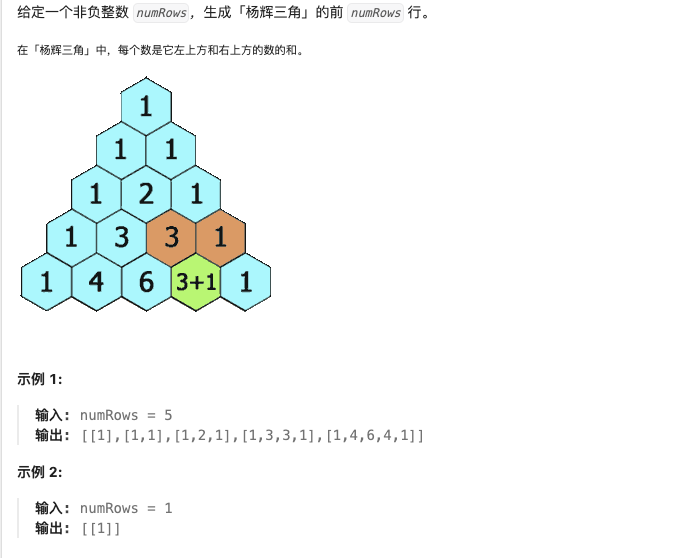 给定一个非负整数 numRows，生成「杨辉三角」的前 numRows 行。
在「杨辉三角」中，每个数是它左上方和右上方的数的和。
1
1 1
1 2 1
1 3 3 1
1 4 6 3+1 1
示例 1:
输入: numRows = 5
输出: [[1],[1,1],[1,2,1],[1,3,3,1],[1,4,6,4,1]]
示例 2:
输入: numRows = 1
输出: [[1]]